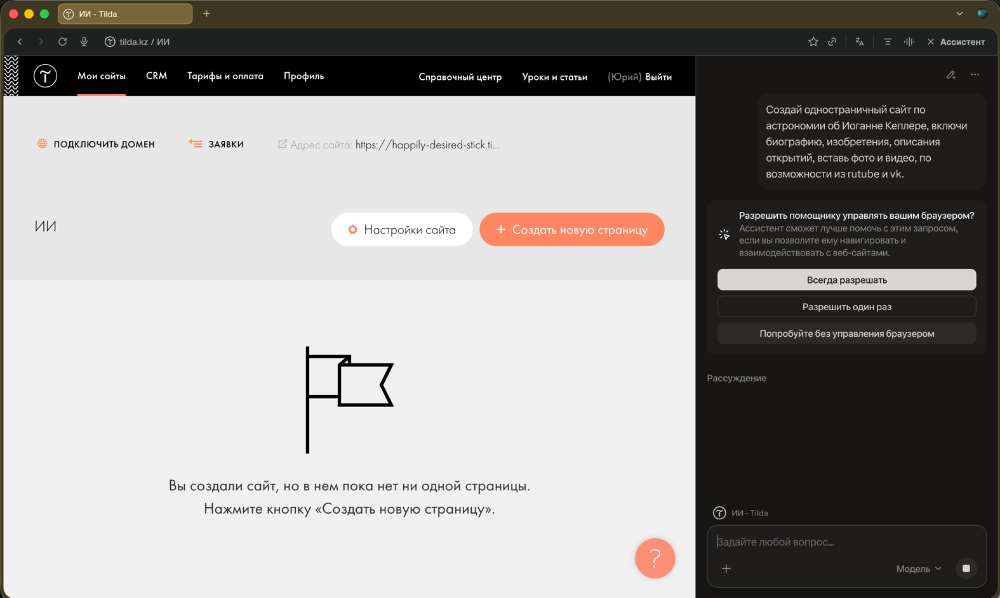 ИИ - Tilda
tilda.kz / ИИ
Ассистент
Мои сайты
CRM
Тарифы и оплата
Профиль
Справочный центр
Уроки и статьи
(Юрий) Выйти
ПОДКЛЮЧИТЬ ДОМЕН
ЗАЯВКИ
Адрес сайта: https://happily-desired-stick.ti...
ИИ
Настройки сайта
+ Создать новую страницу
Вы создали сайт, но в нем пока нет ни одной страницы.
Нажмите кнопку «Создать новую страницу».
?
Создай одностраничный сайт по
астрономии об Иоганне Кеплере, включи
биографию, изобретения, описания
открытий, вставь фото и видео, по
возможности из rutube и vk.
Разрешить помощнику управлять вашим браузером?
Ассистент сможет лучше помочь с этим запросом,
если вы позволите ему навигировать и
взаимодействовать с веб-сайтами.
Всегда разрешать
Разрешить один раз
Попробуйте без управления браузером
Рассуждение
ИИ - Tilda
Задайте любой вопрос...
Модель